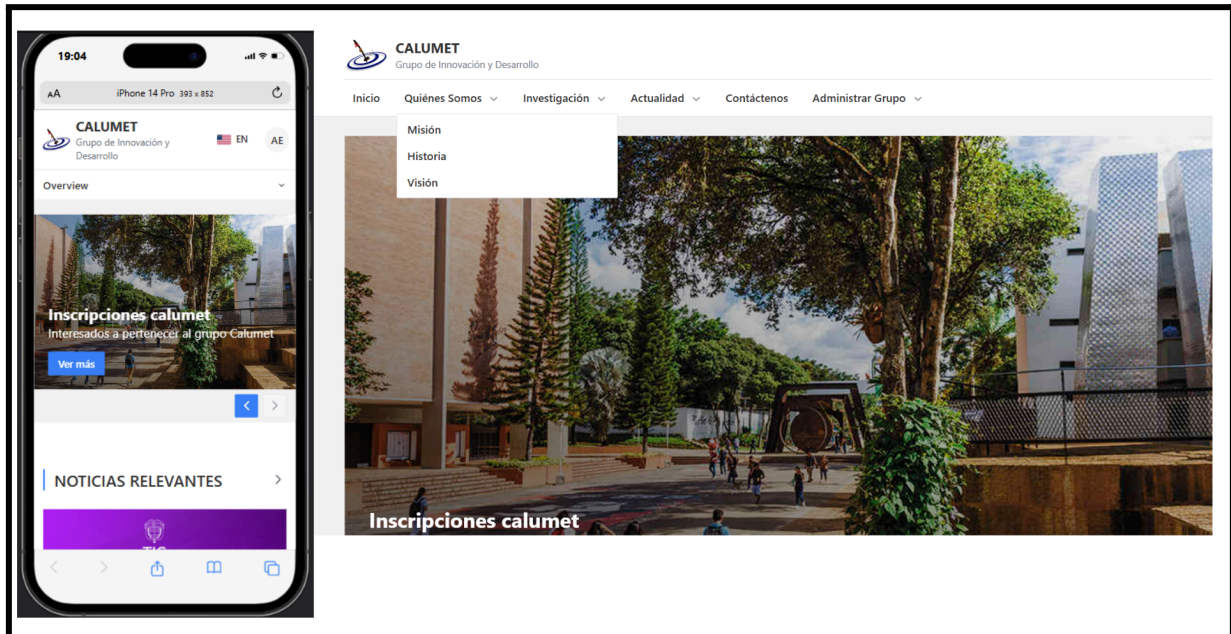 19:04
AA
iPhone 14 Pro 393 x 852
CALUMET
Grupo de Innovación y
Desarrollo
EN
AE
Overview
Inscripciones calumet
Interesados a pertenecer al grupo Calumet
Ver más
NOTICIAS RELEVANTES
TIC
CALUMET
Grupo de Innovación y Desarrollo
Inicio Quiénes Somos Investigación Actualidad Contáctenos Administrar Grupo
Misión
Historia
Visión
Inscripciones calumet